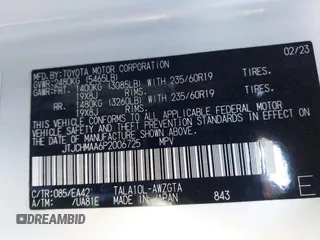 MFD BY:TOYOTA MOTOR CORPORATION 02/23
GVWR:2480KG (5465LB)
GAWR:FRT. 1400KG (3085LB) WITH 235/60R19 TIRES,
19X8J RIMS
RR. 1480KG (3260LB) WITH 235/60R19 TIRES,
19X8J RIMS
THIS VEHICLE CONFORMS TO ALL APPLICABLE FEDERAL MOTOR
VEHICLE SAFETY AND THEFT PREVENTION STANDARDS IN EFFECT
ON THE DATE OF MANUFACTURE SHOWN ABOVE.
JTJCHMAA6P2006725 MPV
C/TR:085/EA42 TALA10L-AWZGTA
A/TM: /UA81E MADE IN JAPAN 843
E
RIDEMBID